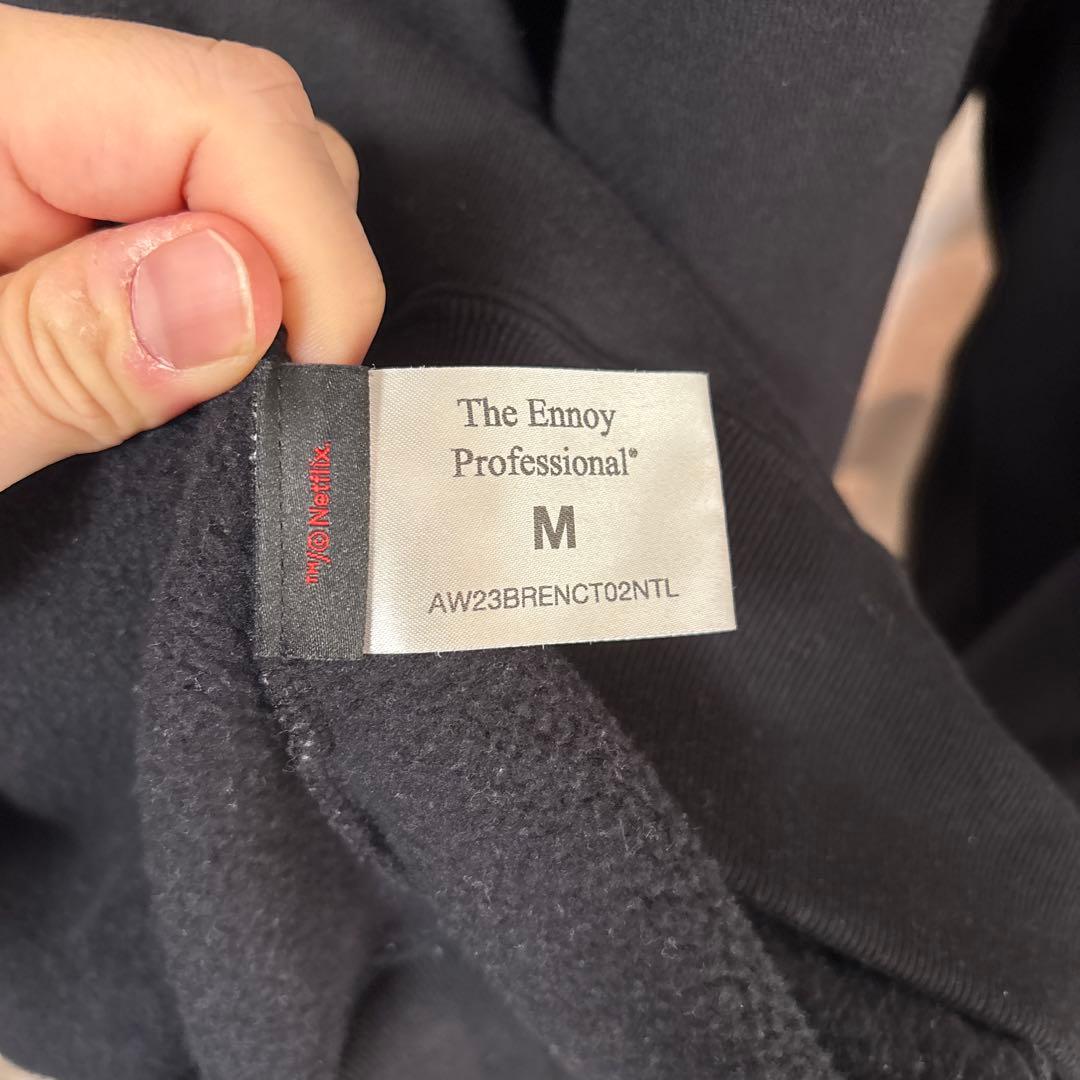 ™/© Netflix.
The Ennoy
Professional®
M
AW23BRENCT02NTL